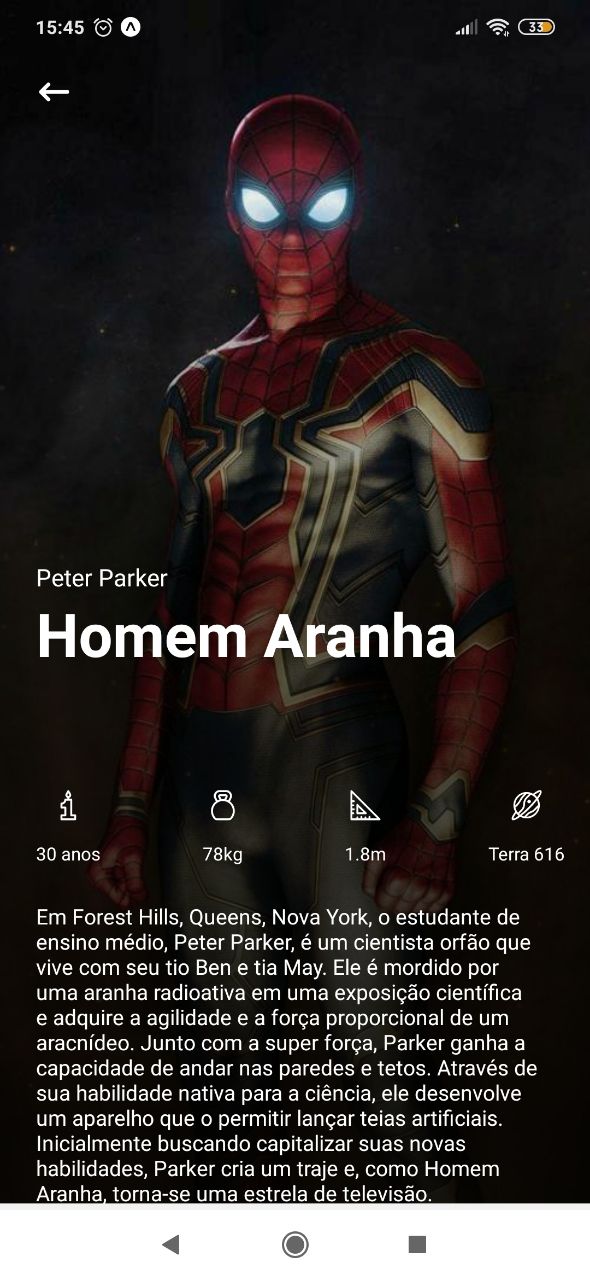 15:45
33
Peter Parker
Homem Aranha
30 anos
78kg
1.8m
Terra 616
Em Forest Hills, Queens, Nova York, o estudante de
ensino médio, Peter Parker, é um cientista orfão que
vive com seu tio Ben e tia May. Ele é mordido por
uma aranha radioativa em uma exposição científica
e adquire a agilidade e a força proporcional de um
aracnídeo. Junto com a super força, Parker ganha a
capacidade de andar nas paredes e tetos. Através de
sua habilidade nativa para a ciência, ele desenvolve
um aparelho que o permitir lançar teias artificiais.
Inicialmente buscando capitalizar suas novas
habilidades, Parker cria um traje e, como Homem
Aranha, torna-se uma estrela de televisão.